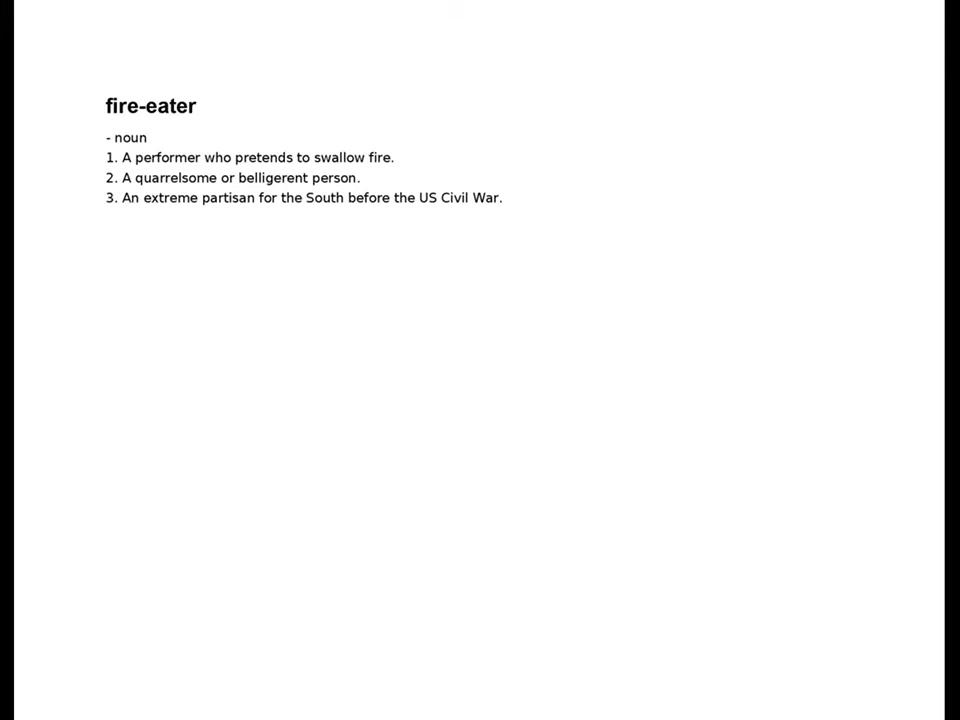 fire-eater
- noun
1. A performer who pretends to swallow fire.
2. A quarrelsome or belligerent person.
3. An extreme partisan for the South before the US Civil War.